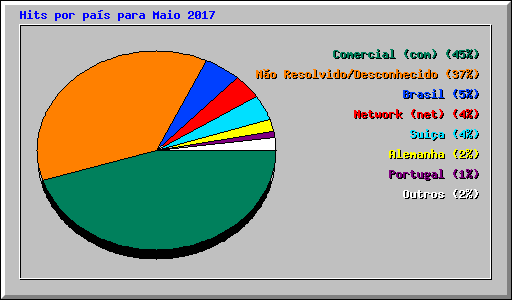 Hits por país para Maio 2017
Comercial (com) (45%)
Não Resolvido/Desconhecido (37%)
Brasil (5%)
Network (net) (4%)
Suiça (4%)
Alemanha (2%)
Portugal (1%)
Outros (2%)